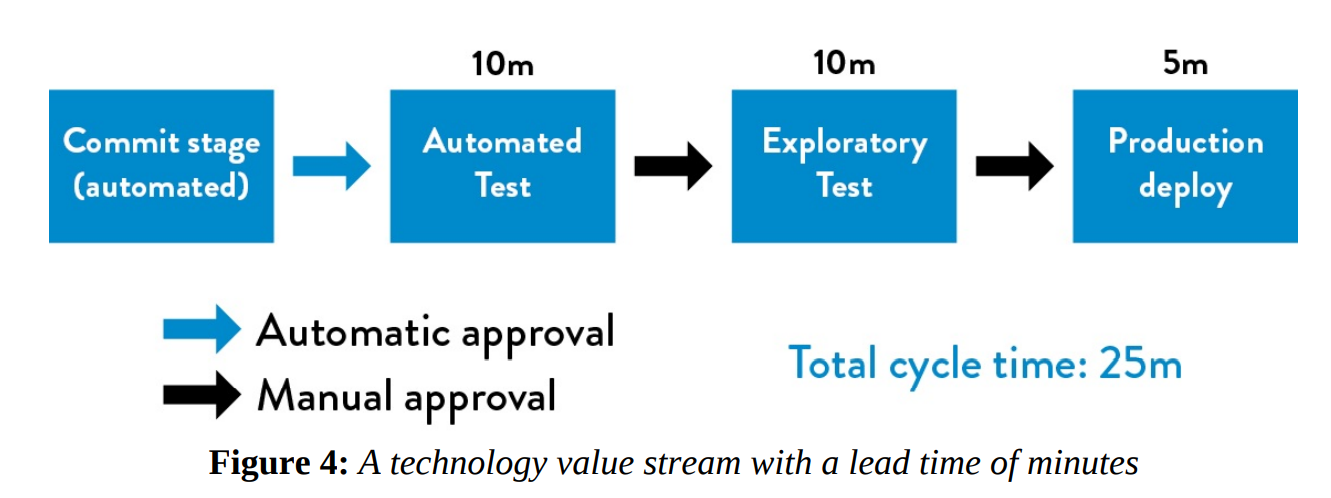 10m
10m
5m
Commit stage
(automated)
Automated
Test
Exploratory
Test
Production
deploy
Automatic approval
Manual approval
Total cycle time: 25m
Figure 4: A technology value stream with a lead time of minutes